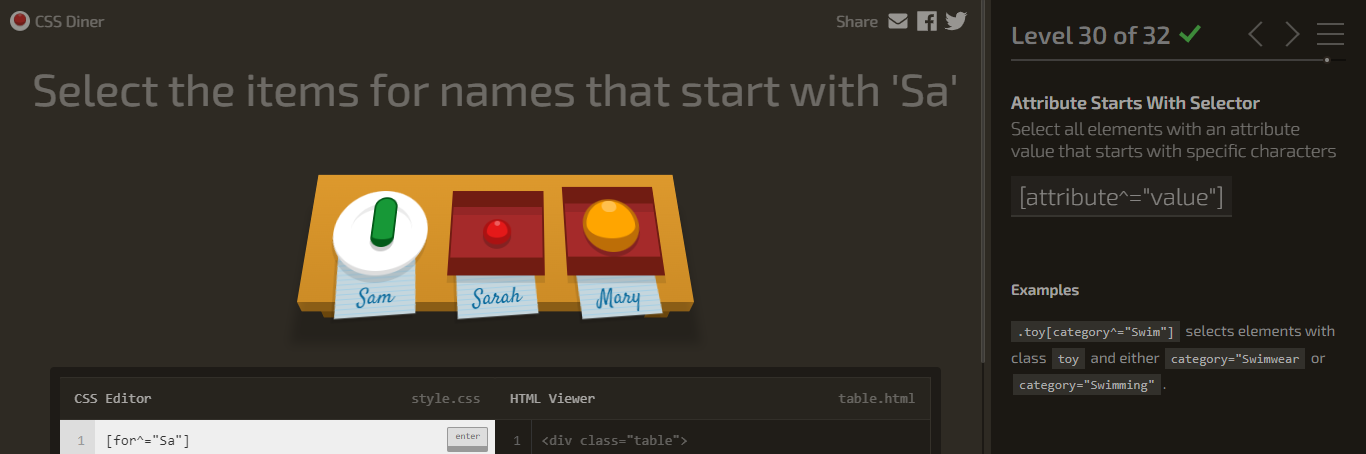 CSS Diner
Share
Select the items for names that start with 'Sa'
Sam
Sarah
Mary
CSS Editor
style.css
HTML Viewer
table.html
1
[for^="Sa"]
enter
1
<div class="table">
Level 30 of 32
Attribute Starts With Selector
Select all elements with an attribute
value that starts with specific characters
[attribute^="value"]
Examples
.toy[category^="Swim"] selects elements with
class toy and either category="Swimwear or
category="Swimming".